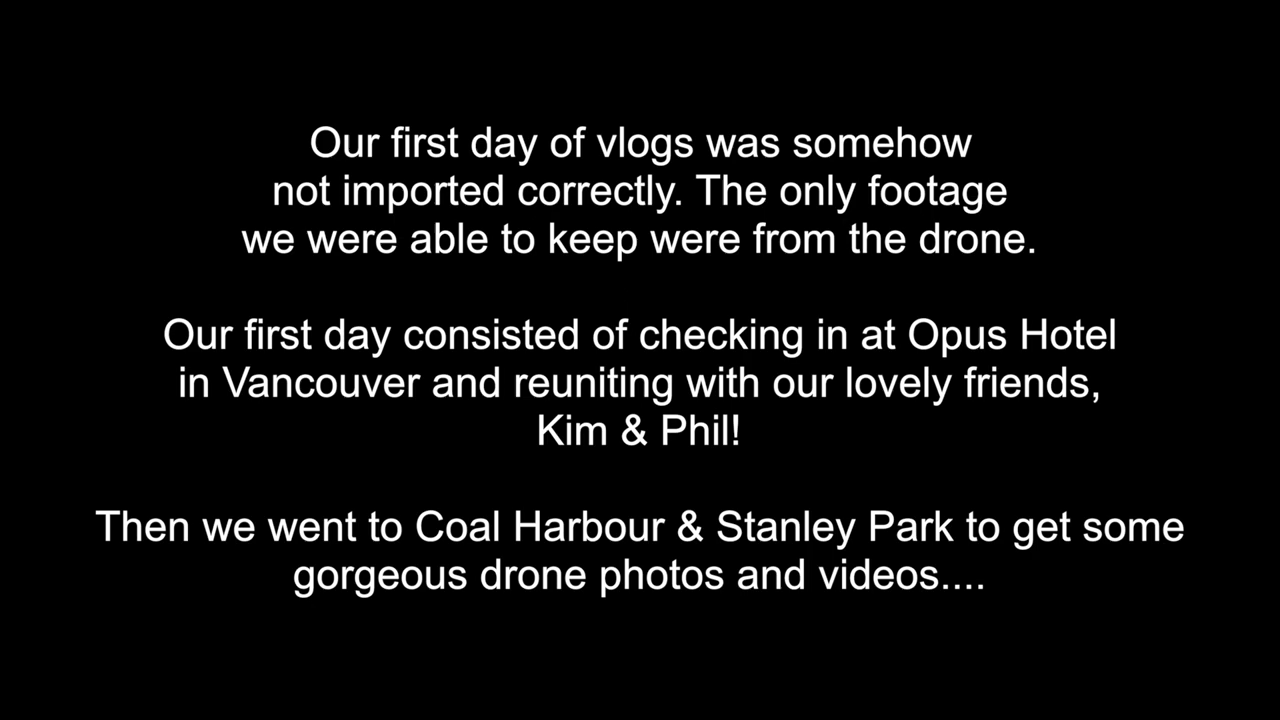 Our first day of vlogs was somehow
not imported correctly. The only footage
we were able to keep were from the drone.
Our first day consisted of checking in at Opus Hotel
in Vancouver and reuniting with our lovely friends,
Kim & Phil!
Then we went to Coal Harbour & Stanley Park to get some
gorgeous drone photos and videos....